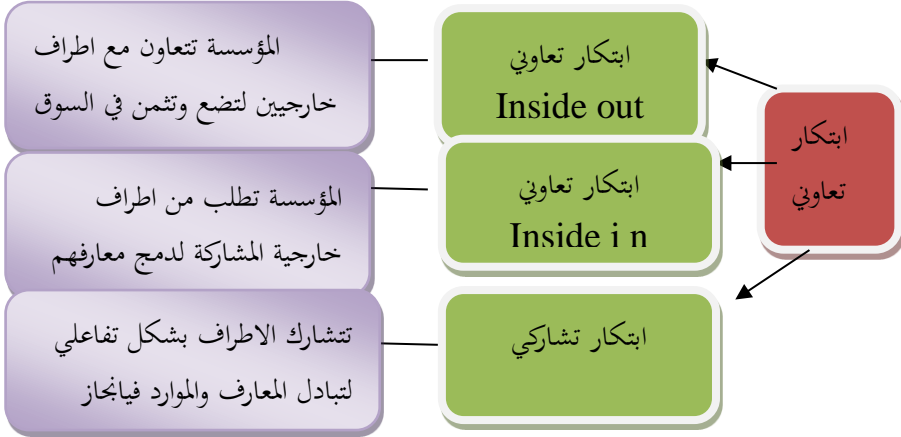 ابتكار
تعاوني
ابتكار تعاوني
Inside out
المؤسسة تتعاون مع اطراف
خارجيين لتضع وتثمن في السوق
ابتكار تعاوني
Inside i n
المؤسسة تطلب من اطراف
خارجية المشاركة لدمج معارفهم
ابتكار تشاركي
تتشارك الاطراف بشكل تفاعلي
لتبادل المعارف والموارد فيانجاز